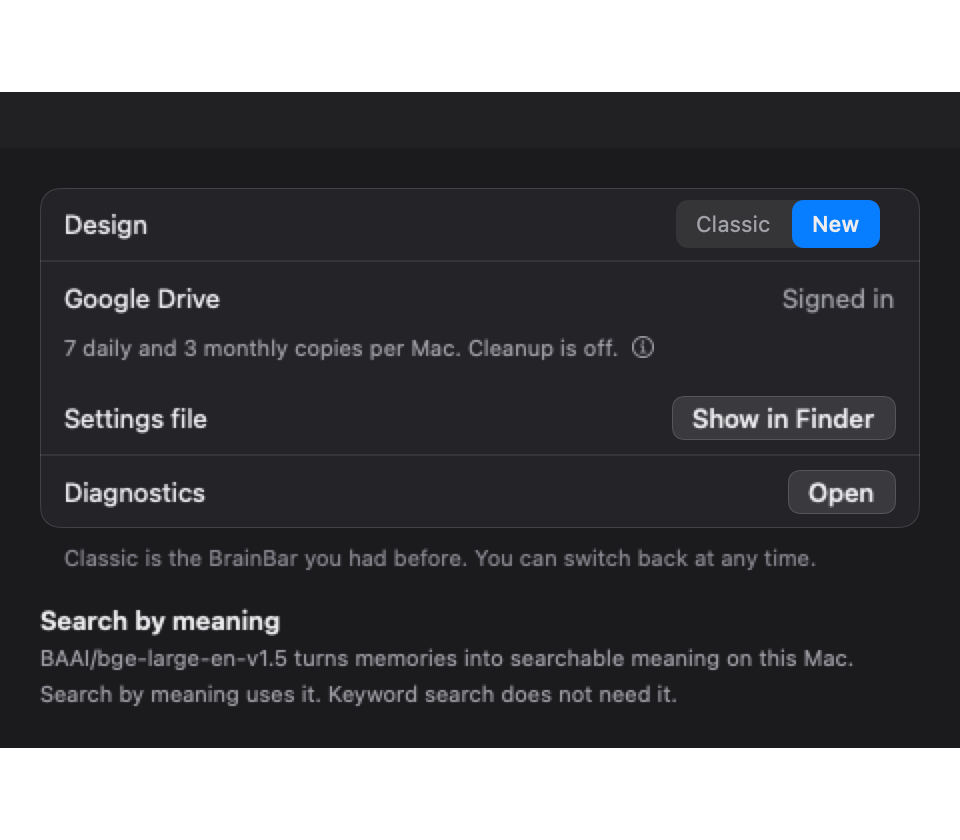 Design
Classic
New
Google Drive
Signed in
7 daily and 3 monthly copies per Mac. Cleanup is off.
Settings file
Show in Finder
Diagnostics
Open
Classic is the BrainBar you had before. You can switch back at any time.
Search by meaning
BAAI/bge-large-en-v1.5 turns memories into searchable meaning on this Mac.
Search by meaning uses it. Keyword search does not need it.